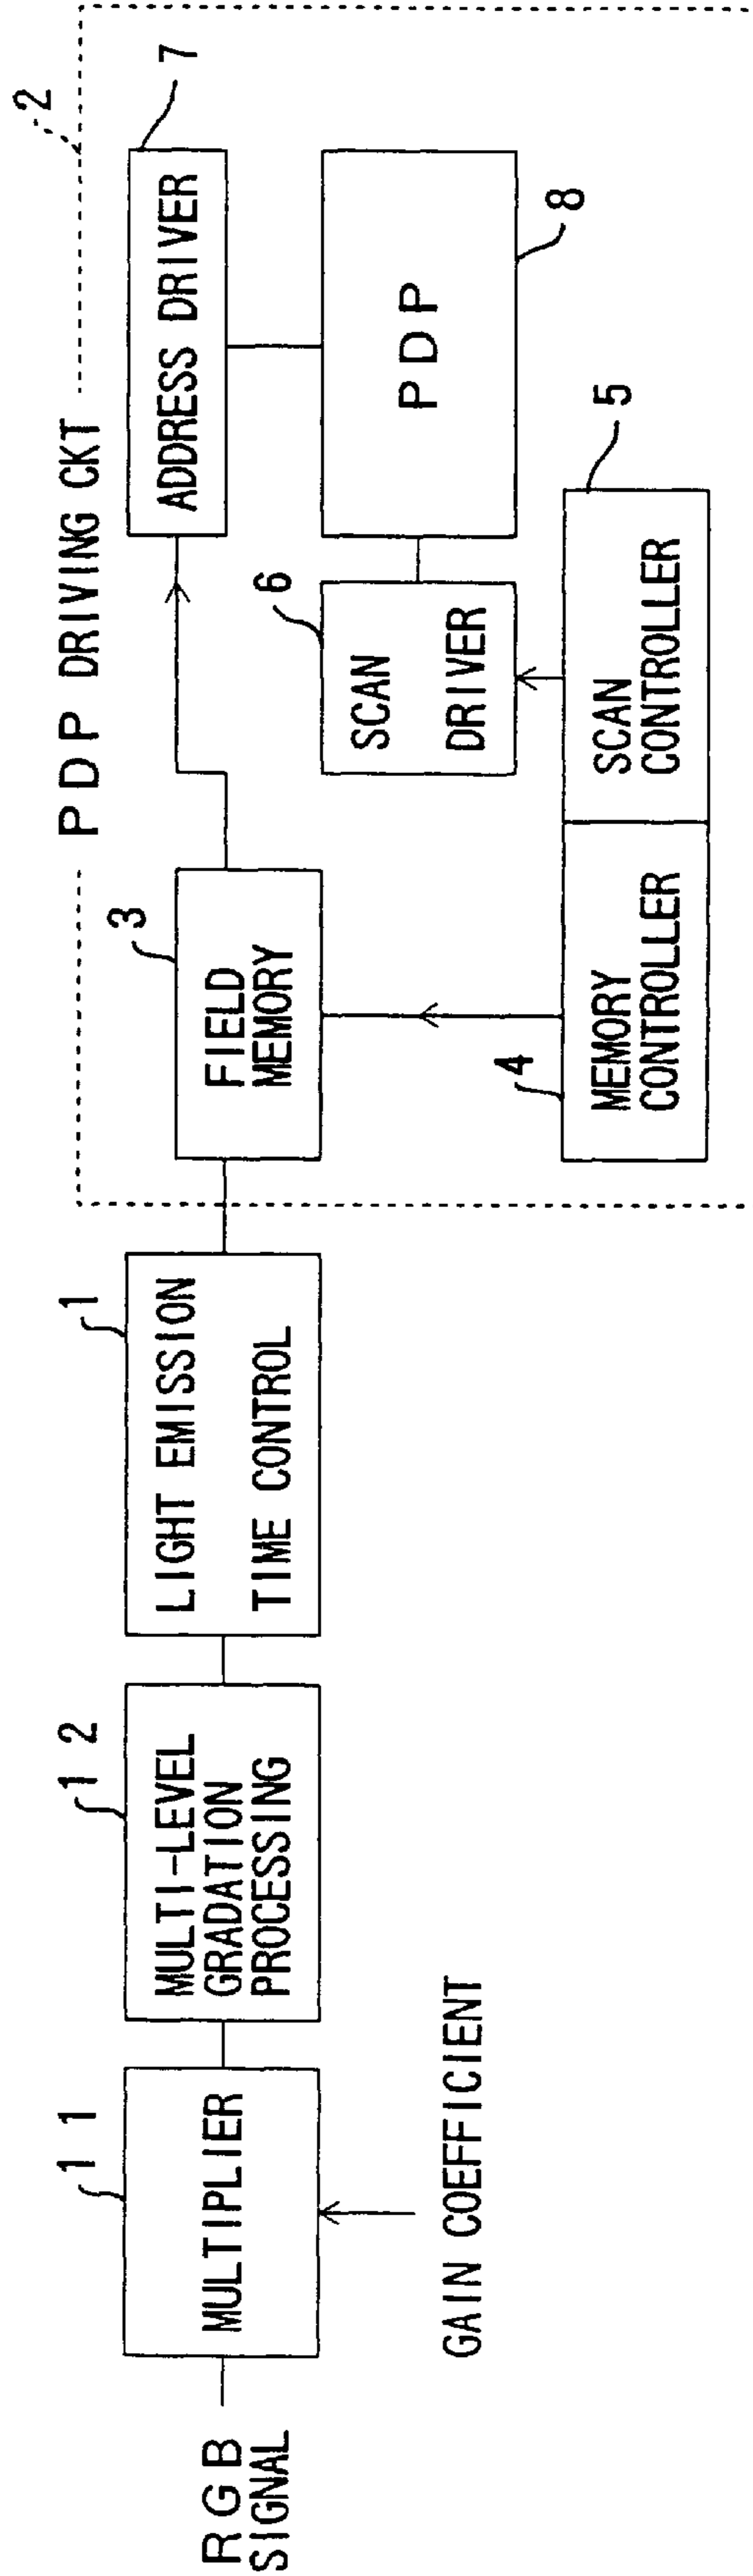 RGB
SIGNAL
11
MULTIPLIER
GAIN COEFFICIENT
12
MULTI-LEVEL
GRADATION
PROCESSING
1
LIGHT EMISSION
TIME CONTROL
PDP DRIVING CKT
2
3
FIELD
MEMORY
4
MEMORY
CONTROLLER
5
SCAN
CONTROLLER
6
SCAN
DRIVER
7
ADDRESS DRIVER
PDP
8